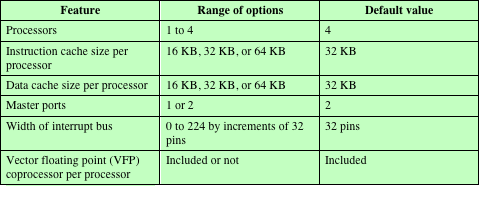 Feature Range of options Default value
Processors 1 to 4 4
Instruction cache size per 16 KB, 32 KB, or 64 KB 32 KB
processor
Data cache size per processor 16 KB, 32 KB, or 64 KB 32 KB
Master ports 1 or 2 2
Width of interrupt bus 0 to 224 by increments of 32 32 pins
pins
Vector floating point (VFP) Included or not Included
coprocessor per processor